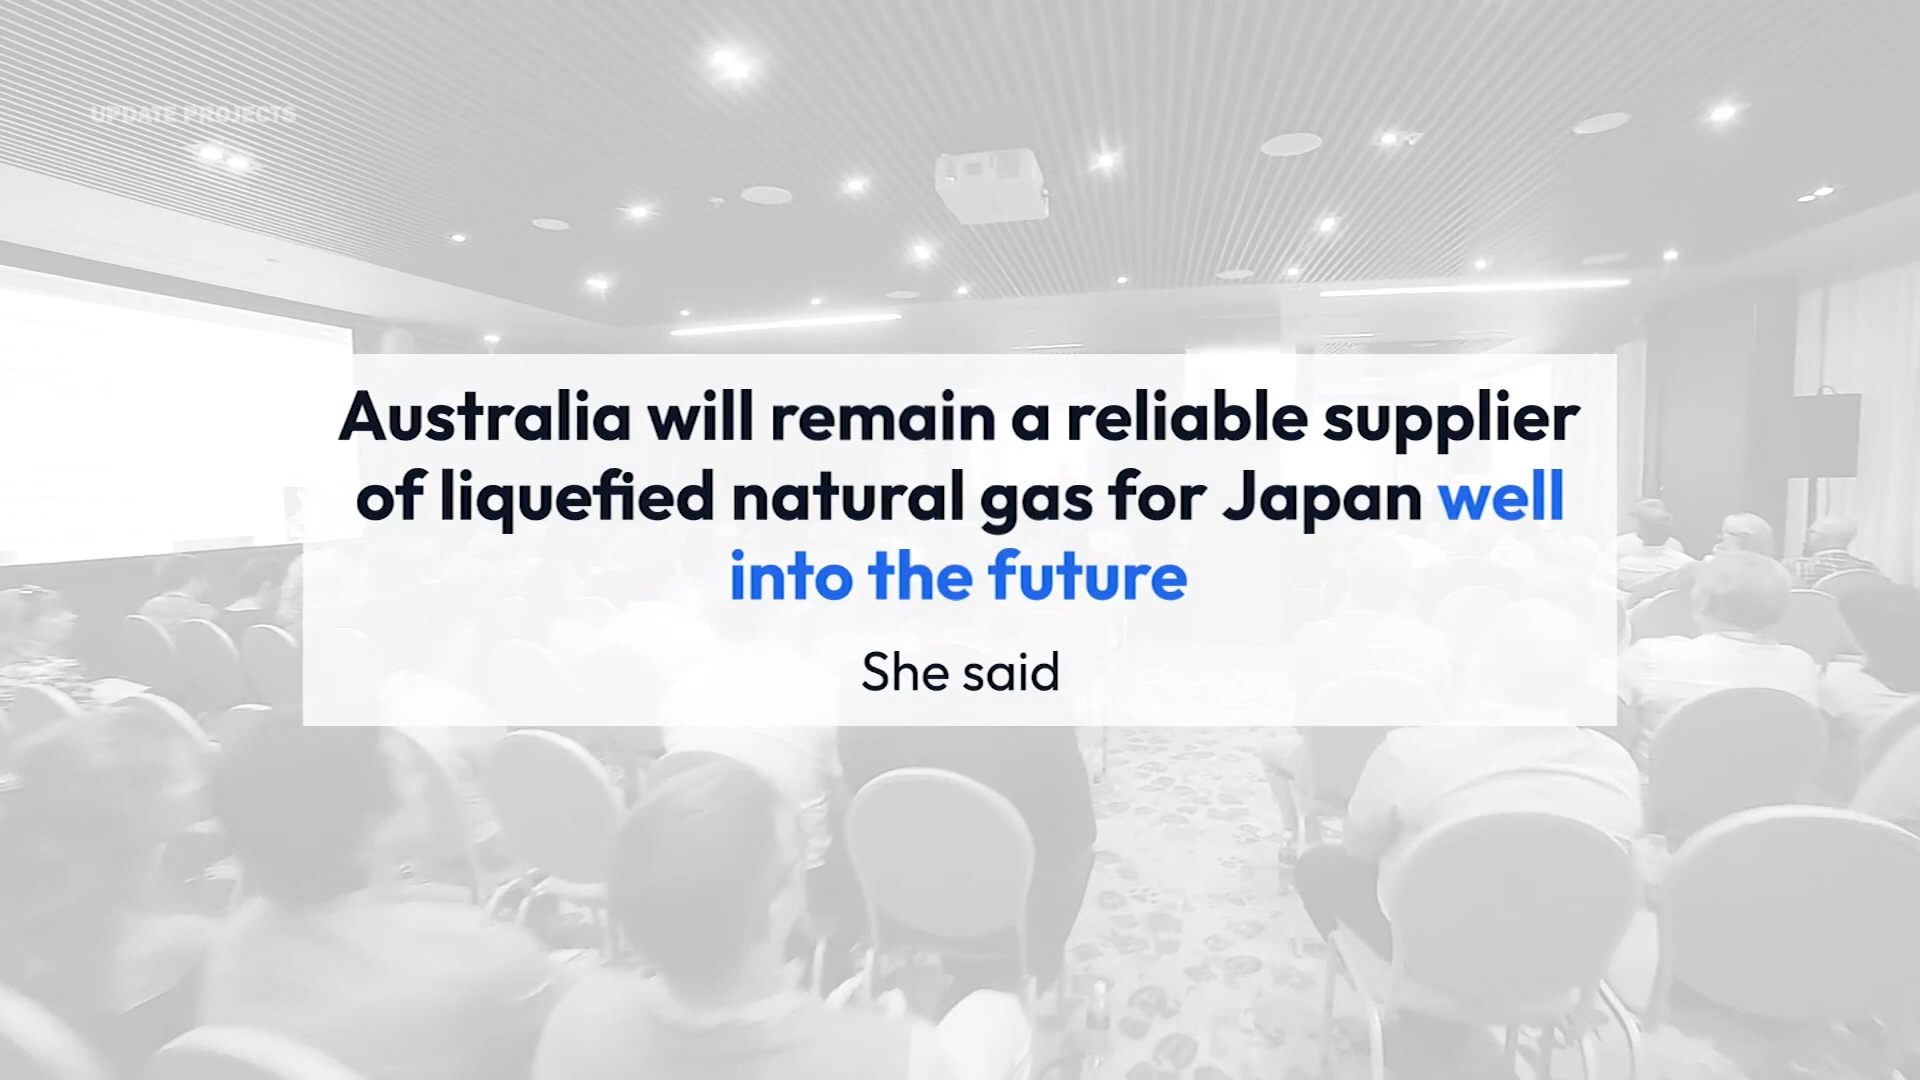 UPDATE PROJECTS
Australia will remain a reliable supplier
of liquefied natural gas for Japan well
into the future
She said